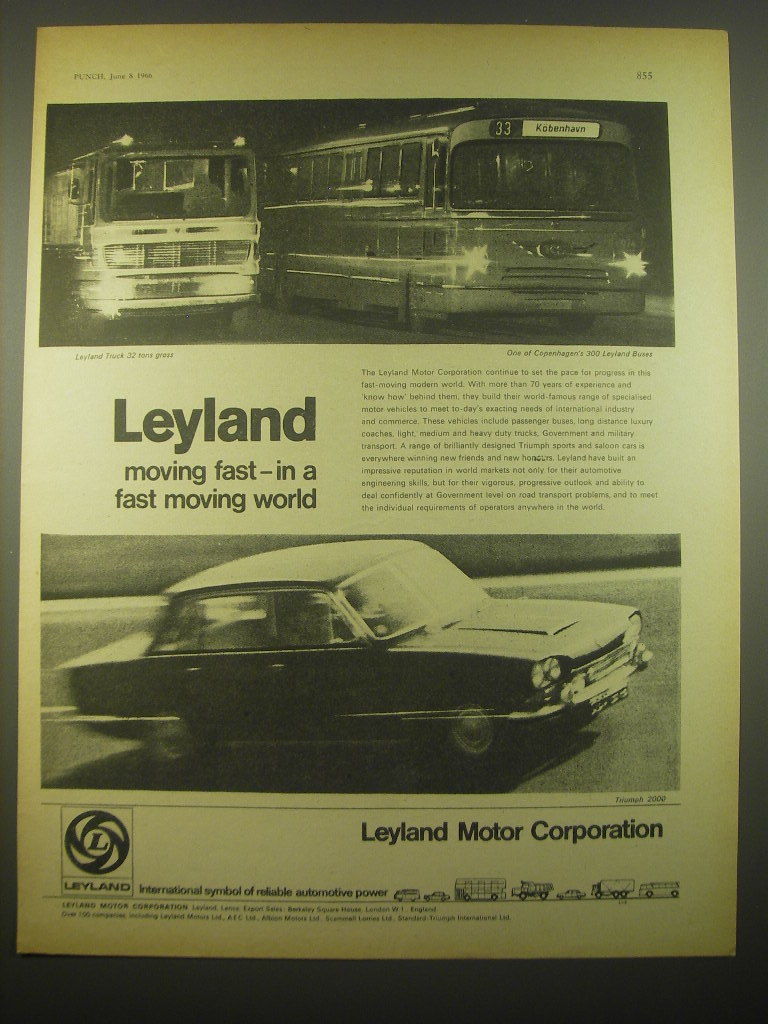 PUNCH, June 8 1966
855
33 København
Leyland Truck 32 tons gross
One of Copenhagen's 300 Leyland Buses
Leyland
moving fast–in a
fast moving world
The Leyland Motor Corporation continue to set the pace for progress in this
fast-moving modern world. With more than 70 years of experience and
'know how' behind them, they build their world-famous range of specialised
motor vehicles to meet to-day's exacting needs of international industry
and commerce. These vehicles include passenger buses, long distance luxury
coaches, light, medium and heavy duty trucks, Government and military
transport. A range of brilliantly designed Triumph sports and saloon cars is
everywhere winning new friends and new honours. Leyland have built an
impressive reputation in world markets not only for their automotive
engineering skills, but for their vigorous, progressive outlook and ability to
deal confidently at Government level on road transport problems, and to meet
the individual requirements of operators anywhere in the world.
Triumph 2000
L
LEYLAND
Leyland Motor Corporation
International symbol of reliable automotive power
LEYLAND MOTOR CORPORATION Leyland, Lancs. Export Sales: Berkeley Square House, London W.1. England.
Over 100 companies, including Leyland Motors Ltd., AEC Ltd., Albion Motors Ltd., Scammell Lorries Ltd., Standard-Triumph International Ltd.